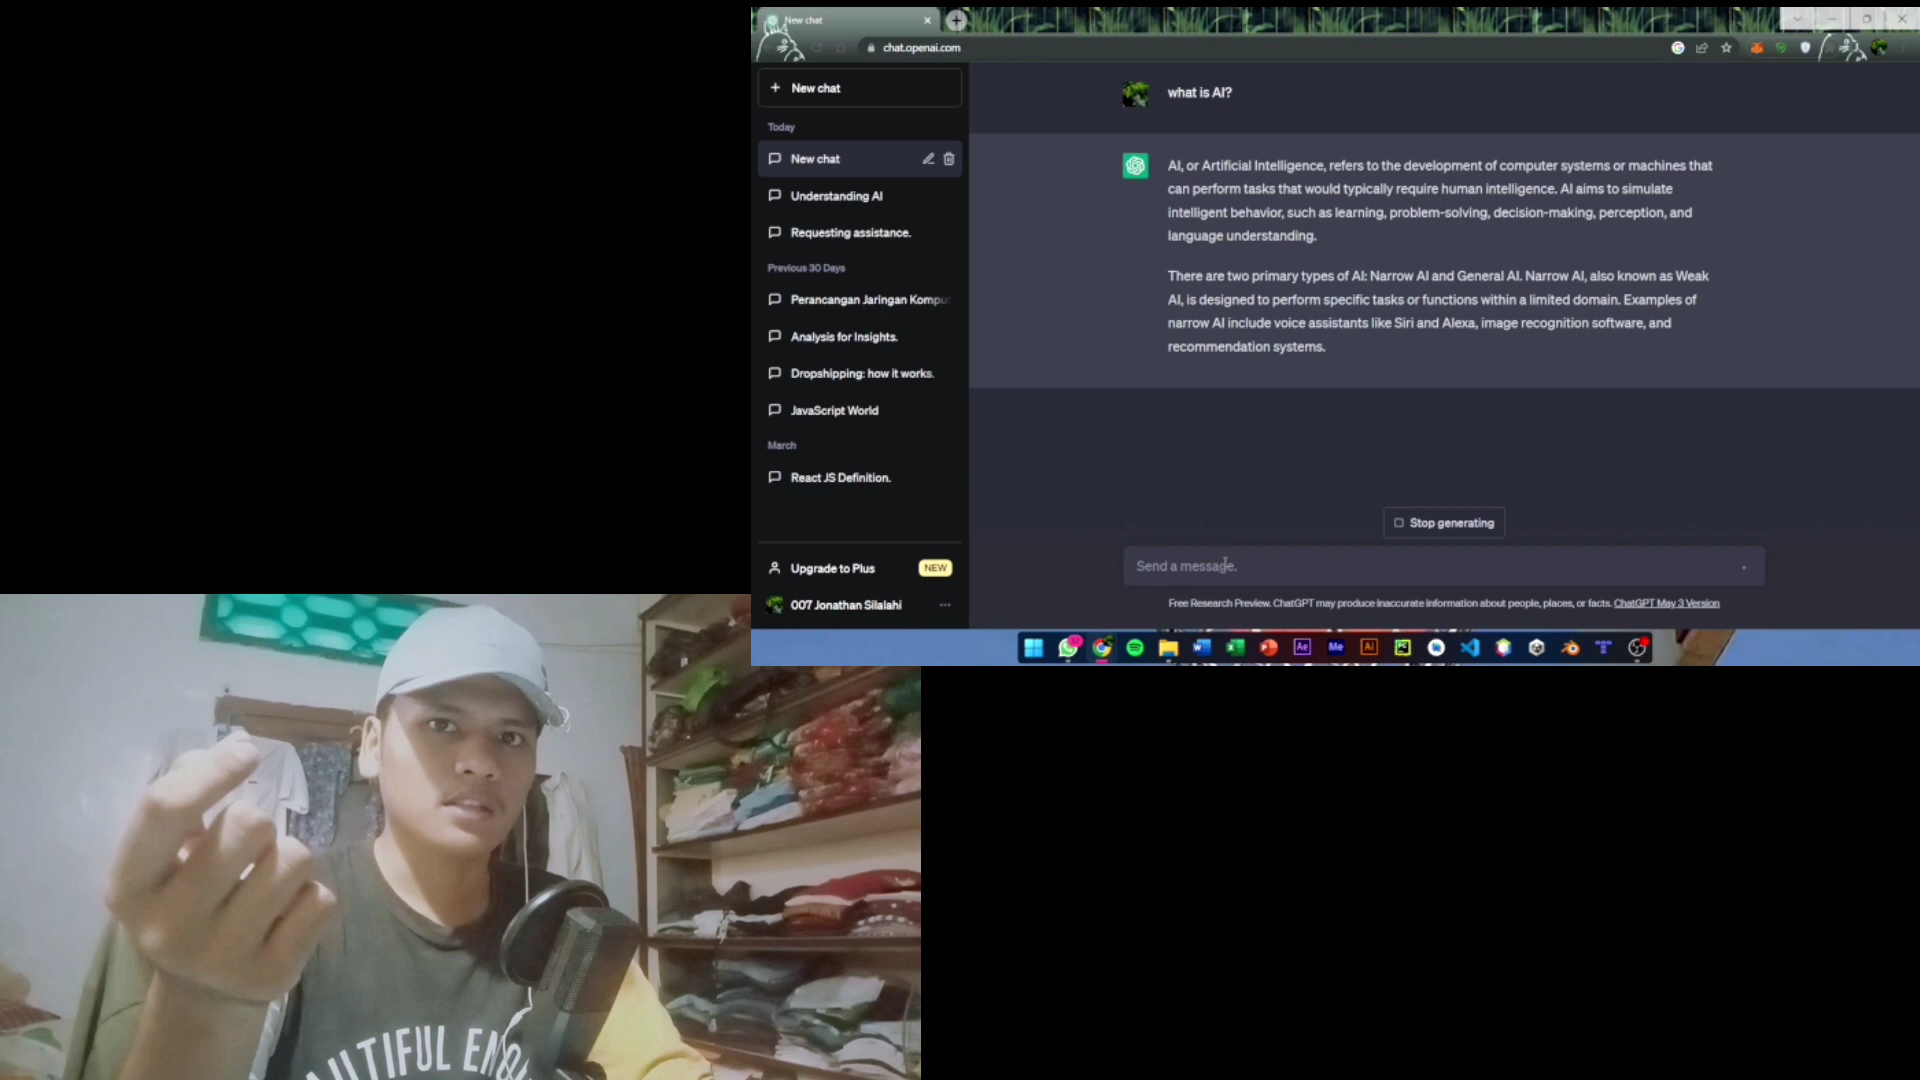 New chat
chat.openai.com
New chat
Today
New chat
Understanding AI
Requesting assistance.
Previous 30 Days
Perancangan Jaringan Kompu
Analysis for Insights.
Dropshipping: how it works.
JavaScript World
March
React JS Definition.
Upgrade to Plus NEW
007 Jonathan Silalahi
what is AI?
AI, or Artificial Intelligence, refers to the development of computer systems or machines that
can perform tasks that would typically require human intelligence. AI aims to simulate
intelligent behavior, such as learning, problem-solving, decision-making, perception, and
language understanding.
There are two primary types of AI: Narrow AI and General AI. Narrow AI, also known as Weak
AI, is designed to perform specific tasks or functions within a limited domain. Examples of
narrow AI include voice assistants like Siri and Alexa, image recognition software, and
recommendation systems.
Stop generating
Send a message.
Free Research Preview. ChatGPT may produce inaccurate information about people, places, or facts. ChatGPT May 3 Version
Ae Me Ai PC
AUTIFUL ENOU